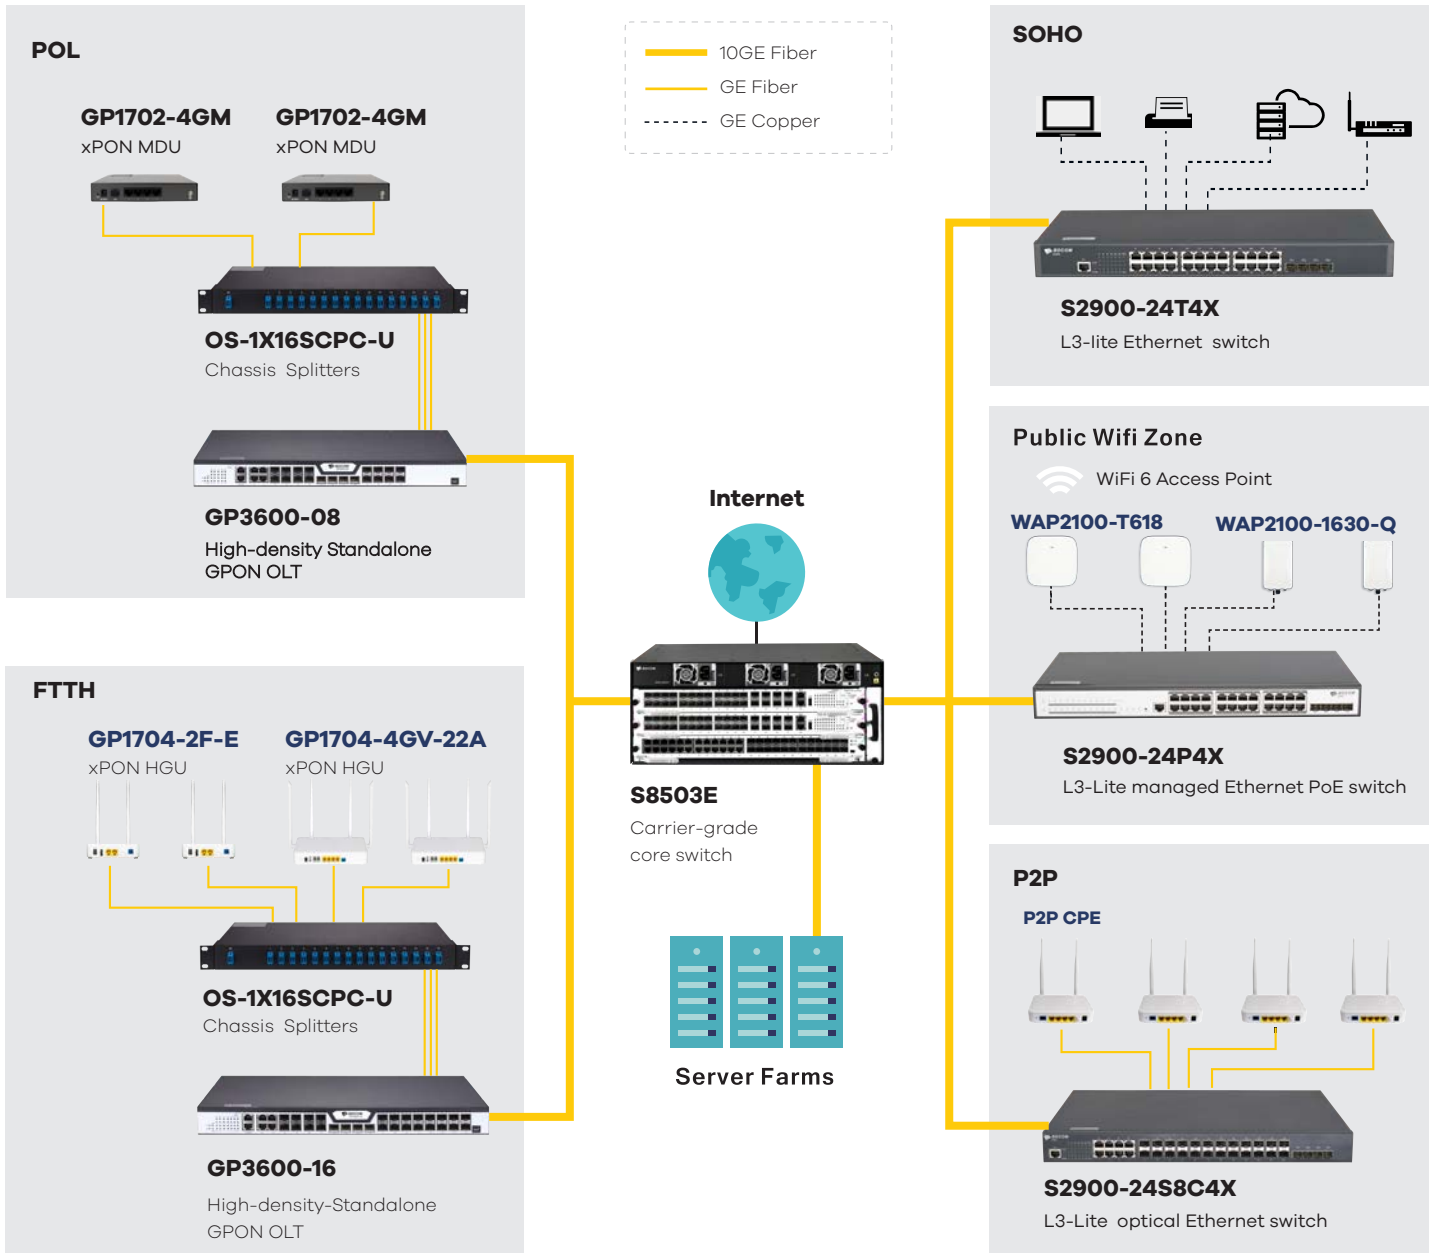 POL
GP1702-4GM
xPON MDU
GP1702-4GM
xPON MDU
OS-1X16SCPC-U
Chassis Splitters
GP3600-08
High-density Standalone
GPON OLT
FTTH
GP1704-2F-E
xPON HGU
GP1704-4GV-22A
xPON HGU
OS-1X16SCPC-U
Chassis Splitters
GP3600-16
High-density-Standalone
GPON OLT
10GE Fiber
GE Fiber
GE Copper
Internet
S8503E
Carrier-grade
core switch
Server Farms
SOHO
BDCOM
S2900-24T4X
L3-lite Ethernet switch
Public Wifi Zone
WiFi 6 Access Point
WAP2100-T618
WAP2100-1630-Q
S2900-24P4X
L3-Lite managed Ethernet PoE switch
P2P
P2P CPE
S2900-24S8C4X
L3-Lite optical Ethernet switch